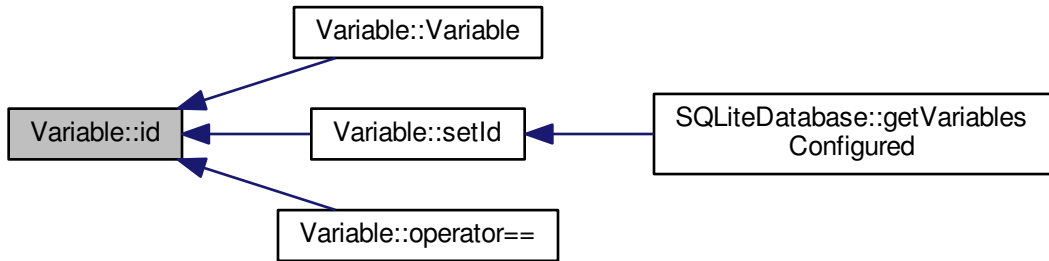 Variable::Variable
Variable::id
Variable::setId
SQLiteDatabase::getVariables
Configured
Variable::operator==